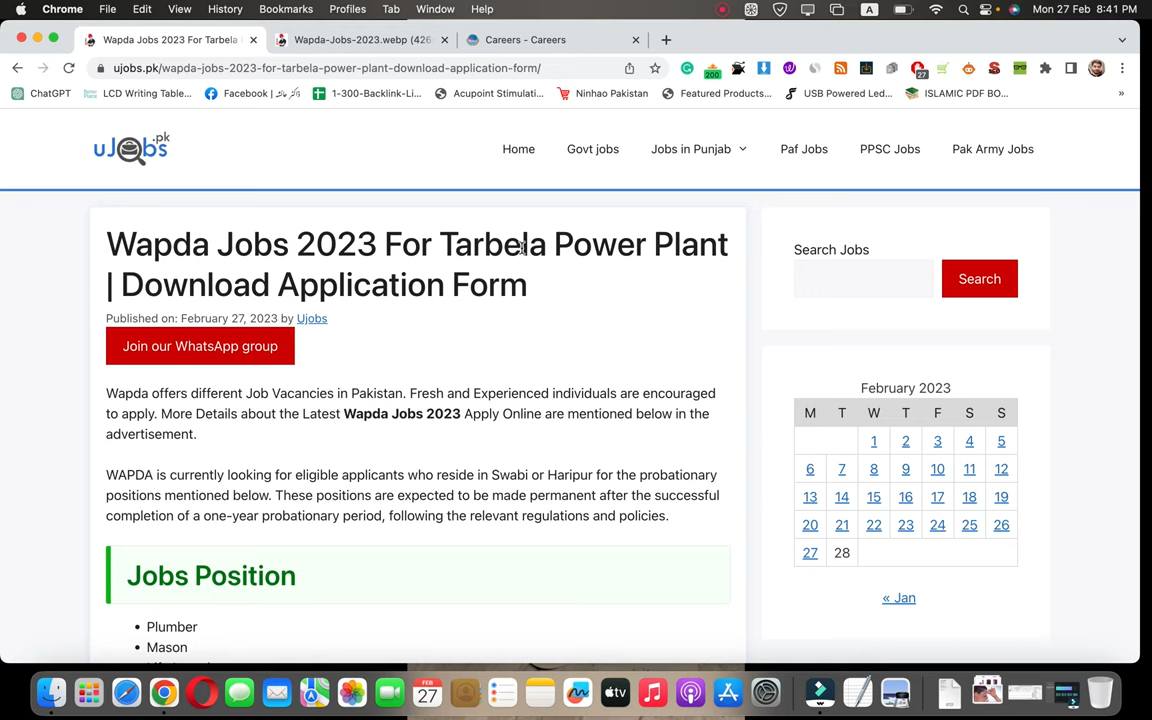 Chrome File Edit View History Bookmarks Profiles Tab Window Help A Mon 27 Feb 8:41 PM
Wapda Jobs 2023 For Tarbela
Wapda-Jobs-2023.webp (426
Careers - Careers
ujobs.pk/wapda-jobs-2023-for-tarbela-power-plant-download-application-form/
200
27
ChatGPT LCD Writing Table... Facebook | 1-300-Backlink-Li... Acupoint Stimulati... Ninhao Pakistan Featured Products... USB Powered Led... ISLAMIC PDF BO... »
uJobs.pk
Home Govt jobs Jobs in Punjab Paf Jobs PPSC Jobs Pak Army Jobs
Wapda Jobs 2023 For Tarbela Power Plant
| Download Application Form
Published on: February 27, 2023 by Ujobs
Join our WhatsApp group
Wapda offers different Job Vacancies in Pakistan. Fresh and Experienced individuals are encouraged
to apply. More Details about the Latest Wapda Jobs 2023 Apply Online are mentioned below in the
advertisement.
WAPDA is currently looking for eligible applicants who reside in Swabi or Haripur for the probationary
positions mentioned below. These positions are expected to be made permanent after the successful
completion of a one-year probationary period, following the relevant regulations and policies.
Jobs Position
• Plumber
• Mason
Search Jobs
Search
February 2023
M T W T F S S
1 2 3 4 5
6 7 8 9 10 11 12
13 14 15 16 17 18 19
20 21 22 23 24 25 26
27 28
« Jan
FEB
27
tv